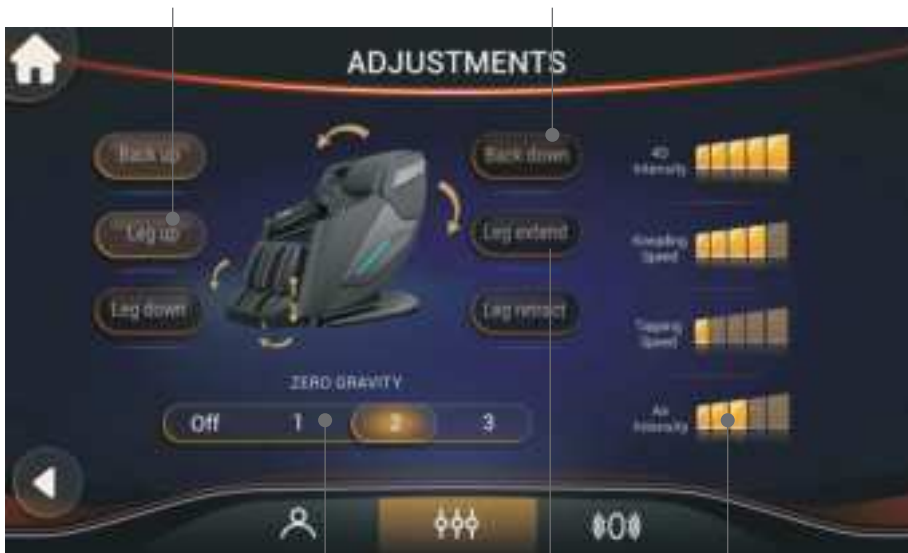 ADJUSTMENTS
Back up
Back down
4D
Intensity
Leg up
Leg extend
Kneading
Speed
Leg down
Leg retract
Tapping
Speed
ZERO GRAVITY
Off 1 2 3
Air
Intensity